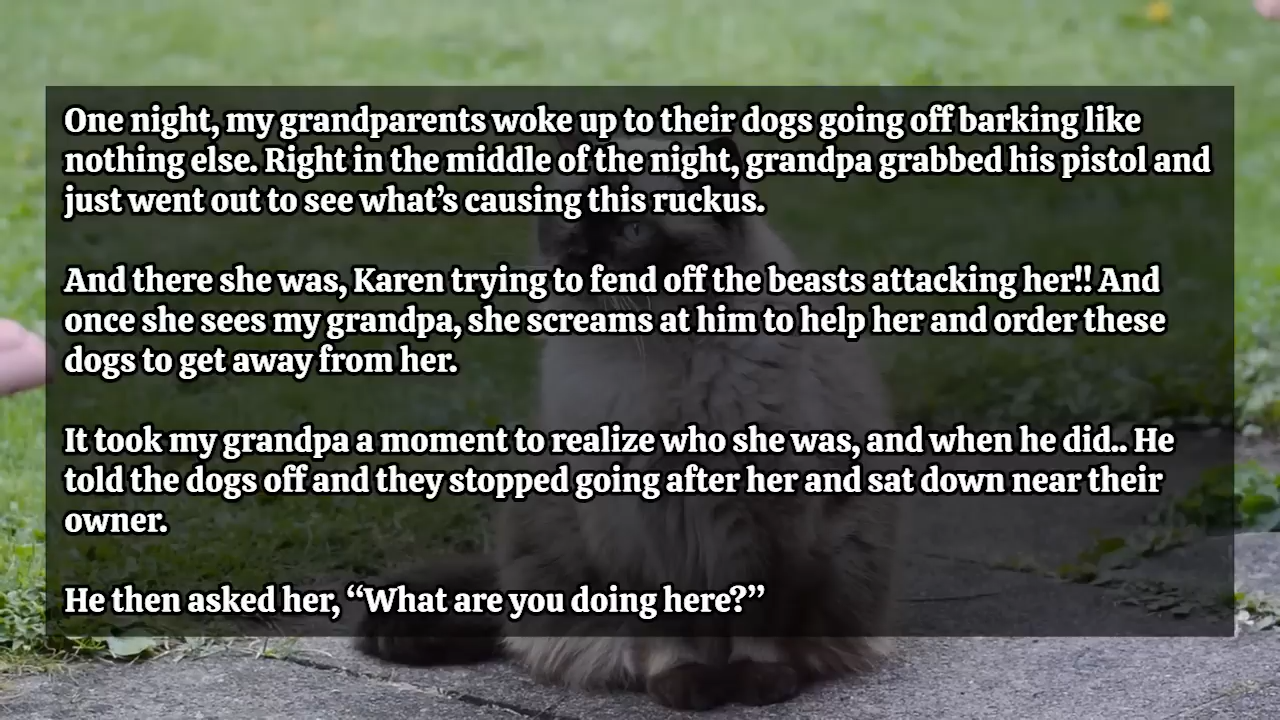 One night, my grandparents woke up to their dogs going off barking like
nothing else. Right in the middle of the night, grandpa grabbed his pistol and
just went out to see what’s causing this ruckus.
And there she was, Karen trying to fend off the beasts attacking her!! And
once she sees my grandpa, she screams at him to help her and order these
dogs to get away from her.
It took my grandpa a moment to realize who she was, and when he did.. He
told the dogs off and they stopped going after her and sat down near their
owner.
He then asked her, “What are you doing here?”